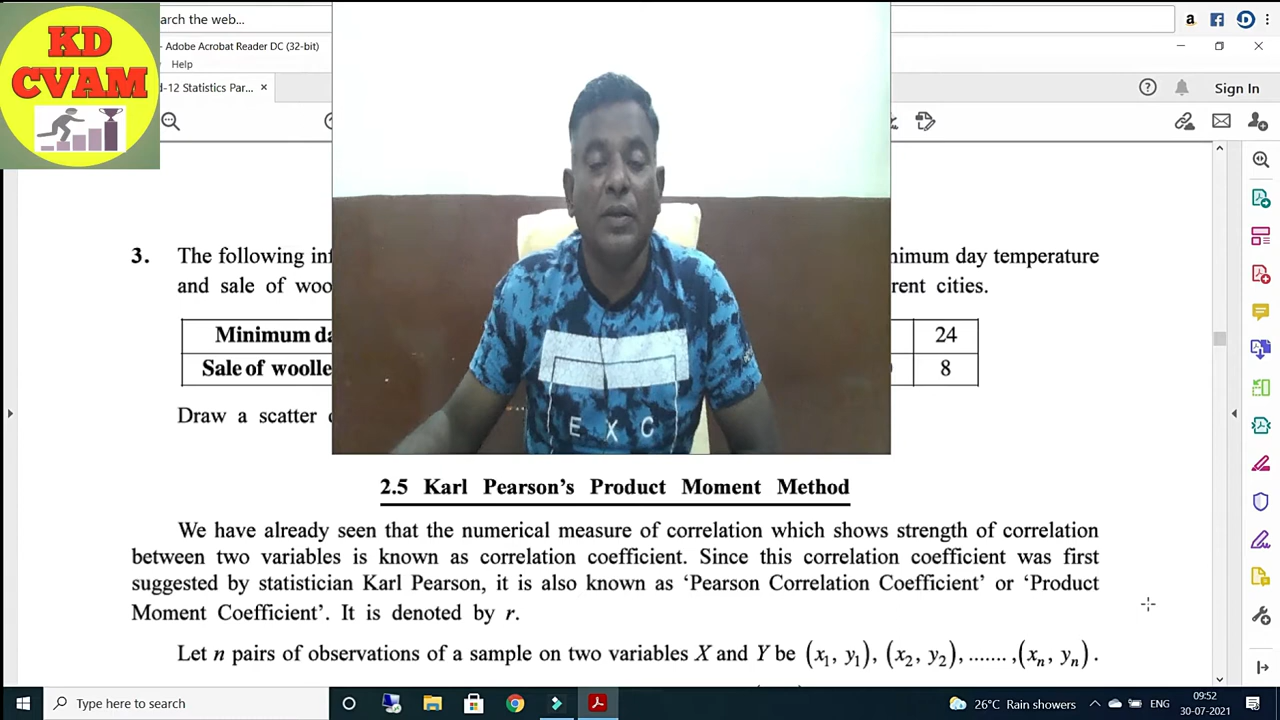 KD
CVAM
arch the web...
- Adobe Acrobat Reader DC (32-bit)
Help
d-12 Statistics Par... ×
Sign In
3. The following nimum day temperature
and sale of rent cities.
Minimum 24
Sale of 8
Draw a scatter
E X C
2.5 Karl Pearson's Product Moment Method
We have already seen that the numerical measure of correlation which shows strength of correlation
between two variables is known as correlation coefficient. Since this correlation coefficient was first
suggested by statistician Karl Pearson, it is also known as ‘Pearson Correlation Coefficient’ or ‘Product
Moment Coefficient’. It is denoted by r.
Let n pairs of observations of a sample on two variables X and Y be (x₁, y₁), (x₂, y₂), ......., (xₙ, yₙ).
Type here to search
26°C Rain showers
ENG
09:52
30-07-2021